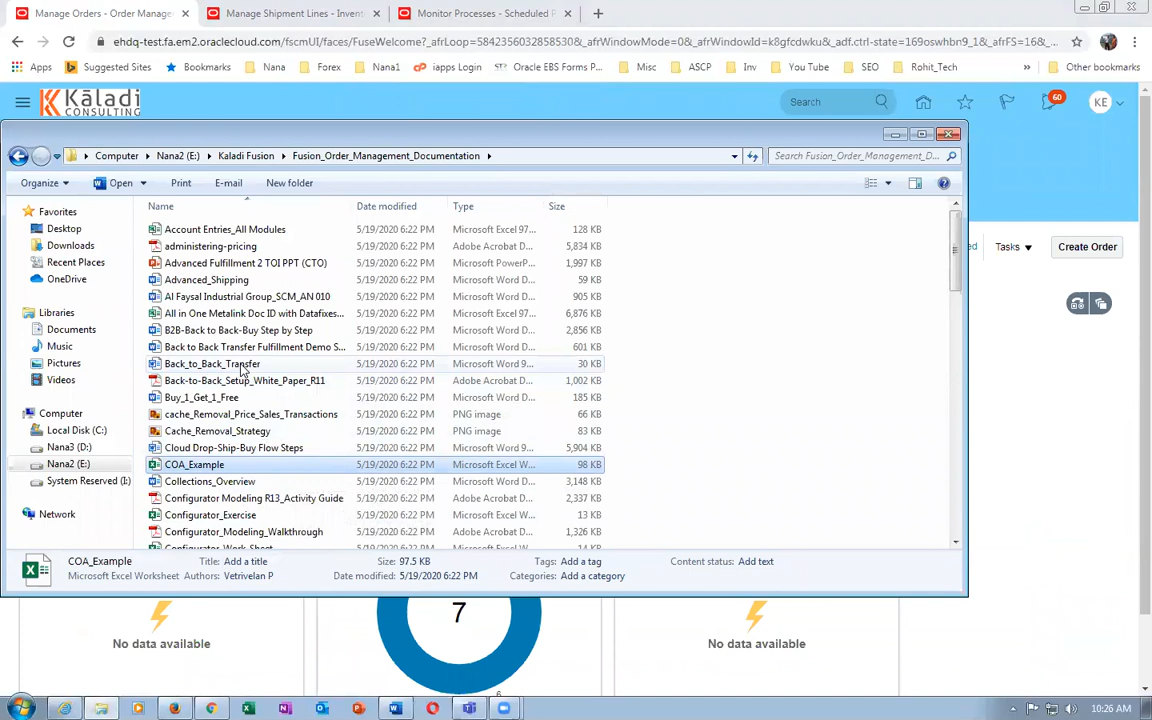 Manage Orders - Order Manage
Manage Shipment Lines - Invent
Monitor Processes - Scheduled P
ehdq-test.fa.em2.oraclecloud.com/fscmUI/faces/FuseWelcome?_afrLoop=58423560328558530&_afrWindowMode=0&_afrWindowId=k8gfcdwku&_adf.ctrl-state=169oswhbn9_1&_afrFS=16&_...
Apps
Suggested Sites
Bookmarks
Nana
Forex
Nana1
iapps Login
Oracle EBS Forms P...
Misc
ASCP
Inv
You Tube
SEO
Rohit_Tech
»
Other bookmarks
Kāladi
CONSULTING
Search
60
KE
Computer
Nana2 (E:)
Kaladi Fusion
Fusion_Order_Management_Documentation
Search Fusion_Order_Management_D...
Organize
Open
Print
E-mail
New folder
Name
Date modified
Type
Size
Favorites
Desktop
Downloads
Recent Places
OneDrive
Libraries
Documents
Music
Pictures
Videos
Computer
Local Disk (C:)
Nana3 (D:)
Nana2 (E:)
System Reserved (I:)
Network
Account Entries_All Modules 5/19/2020 6:22 PM Microsoft Excel 97... 128 KB
administering-pricing 5/19/2020 6:22 PM Adobe Acrobat D... 5,834 KB
Advanced Fulfillment 2 TOI PPT (CTO) 5/19/2020 6:22 PM Microsoft PowerP... 1,997 KB
Advanced_Shipping 5/19/2020 6:22 PM Microsoft Word D... 59 KB
Al Faysal Industrial Group_SCM_AN 010 5/19/2020 6:22 PM Microsoft Word D... 905 KB
All in One Metalink Doc ID with Datafixes... 5/19/2020 6:22 PM Microsoft Excel 97... 6,876 KB
B2B-Back to Back-Buy Step by Step 5/19/2020 6:22 PM Microsoft Word D... 2,856 KB
Back to Back Transfer Fulfillment Demo S... 5/19/2020 6:22 PM Microsoft Word D... 601 KB
Back_to_Back_Transfer 5/19/2020 6:22 PM Microsoft Word 9... 30 KB
Back-to-Back_Setup_White_Paper_R11 5/19/2020 6:22 PM Adobe Acrobat D... 1,002 KB
Buy_1_Get_1_Free 5/19/2020 6:22 PM Microsoft Word D... 185 KB
cache_Removal_Price_Sales_Transactions 5/19/2020 6:22 PM PNG image 66 KB
Cache_Removal_Strategy 5/19/2020 6:22 PM PNG image 83 KB
Cloud Drop-Ship-Buy Flow Steps 5/19/2020 6:22 PM Microsoft Word 9... 5,904 KB
COA_Example 5/19/2020 6:22 PM Microsoft Excel W... 98 KB
Collections_Overview 5/19/2020 6:22 PM Microsoft Word D... 3,148 KB
Configurator Modeling R13_Activity Guide 5/19/2020 6:22 PM Adobe Acrobat D... 2,337 KB
Configurator_Exercise 5/19/2020 6:22 PM Microsoft Excel W... 13 KB
Configurator_Modeling_Walkthrough 5/19/2020 6:22 PM Adobe Acrobat D... 1,326 KB
Configurator_Work_Sheet 5/19/2020 6:22 PM Microsoft Excel W... 14 KB
COA_Example
Microsoft Excel Worksheet
Title: Add a title
Authors: Vetrivelan P
Size: 97.5 KB
Date modified: 5/19/2020 6:22 PM
Tags: Add a tag
Categories: Add a category
Content status: Add text
Tasks
Create Order
No data available
7
No data available
10:26 AM